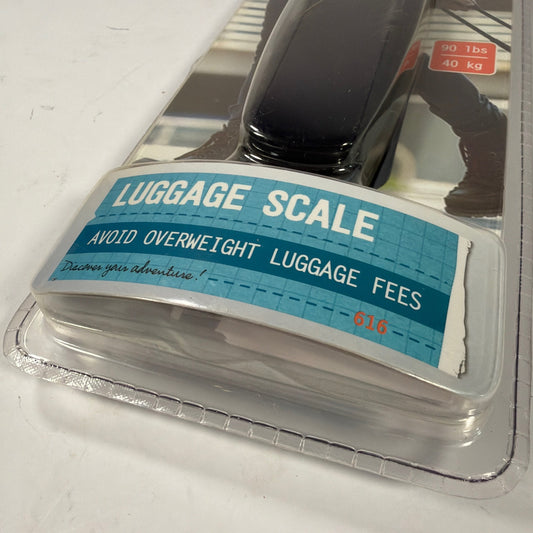 90 lbs
40 kg
LUGGAGE SCALE
AVOID OVERWEIGHT LUGGAGE FEES
Discover your adventure!
616